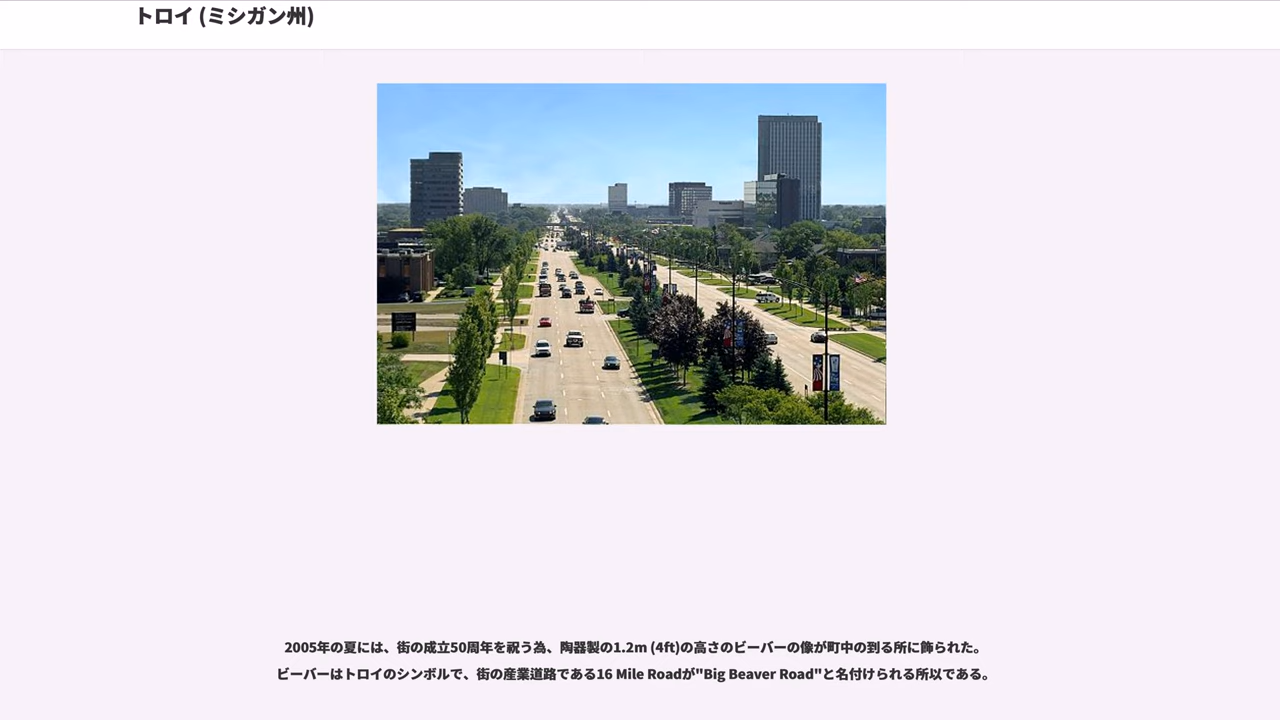 トロイ (ミシガン州)
2005年の夏には、街の成立50周年を祝う為、陶器製の1.2m (4ft)の高さのビーバーの像が町中の到る所に飾られた。
ビーバーはトロイのシンボルで、街の産業道路である16 Mile Roadが"Big Beaver Road"と名付けられる所以である。